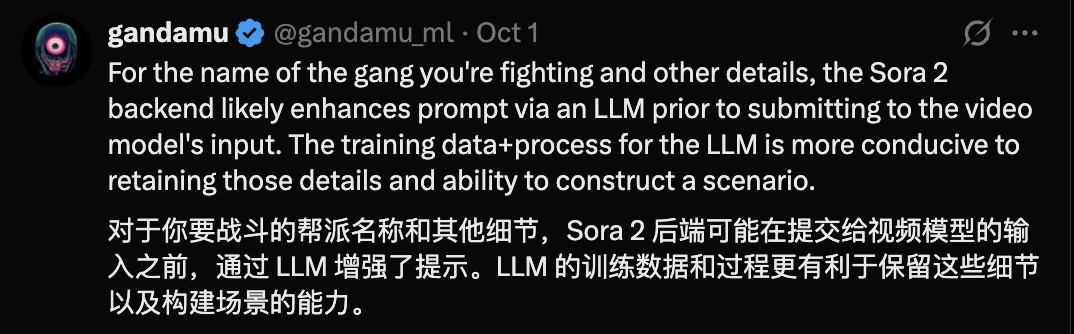 gandamu @gandamu_ml · Oct 1
For the name of the gang you're fighting and other details, the Sora 2
backend likely enhances prompt via an LLM prior to submitting to the video
model's input. The training data+process for the LLM is more conducive to
retaining those details and ability to construct a scenario.
对于你要战斗的帮派名称和其他细节，Sora 2 后端可能在提交给视频模型的输
入之前，通过 LLM 增强了提示。LLM 的训练数据和过程更有利于保留这些细节
以及构建场景的能力。